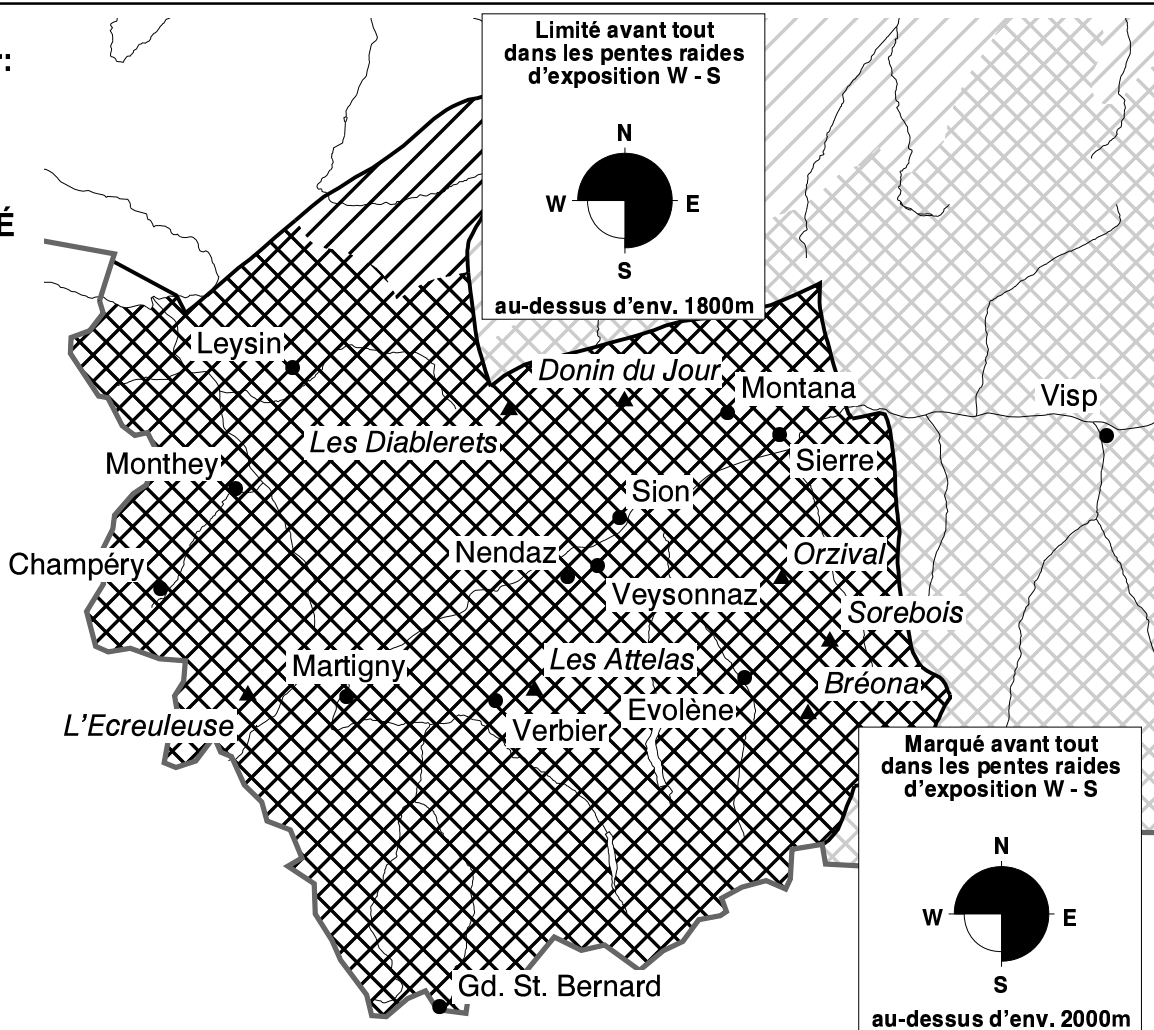 Limité avant tout
dans les pentes raides
d'exposition W - S
N
W
E
S
au-dessus d'env. 1800m
:
É
Leysin
Donin du Jour
Montana
Visp
Les Diablerets
Sierre
Monthey
Sion
Nendaz
Orzival
Champéry
Veysonnaz
Sorebois
Martigny
Les Attelas
Bréona
L'Ecreuleuse
Verbier
Evolène
Marqué avant tout
dans les pentes raides
d'exposition W - S
N
W
E
S
au-dessus d'env. 2000m
Gd. St. Bernard